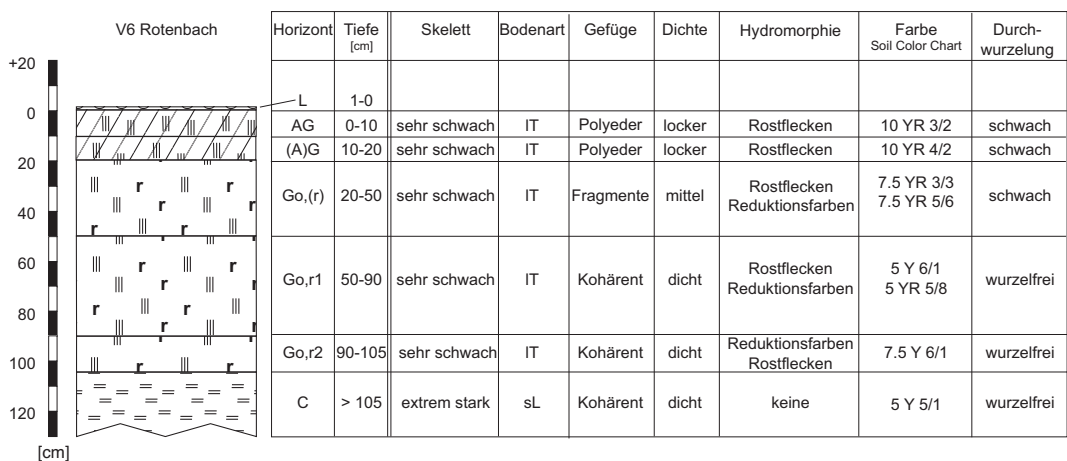 V6 Rotenbach
Horizont Tiefe [cm] Skelett Bodenart Gefüge Dichte Hydromorphie Farbe Soil Color Chart Durch-wurzelung
+20
0
20
40
60
80
100
120
[cm]
L 1-0
AG 0-10 sehr schwach lT Polyeder locker Rostflecken 10 YR 3/2 schwach
(A)G 10-20 sehr schwach lT Polyeder locker Rostflecken 10 YR 4/2 schwach
r r r r r
Go,(r) 20-50 sehr schwach lT Fragmente mittel Rostflecken Reduktionsfarben 7.5 YR 3/3 7.5 YR 5/6 schwach
r r r r r r r r
Go,r1 50-90 sehr schwach lT Kohärent dicht Rostflecken Reduktionsfarben 5 Y 6/1 5 YR 5/8 wurzelfrei
r r
Go,r2 90-105 sehr schwach lT Kohärent dicht Reduktionsfarben Rostflecken 7.5 Y 6/1 wurzelfrei
C > 105 extrem stark sL Kohärent dicht keine 5 Y 5/1 wurzelfrei